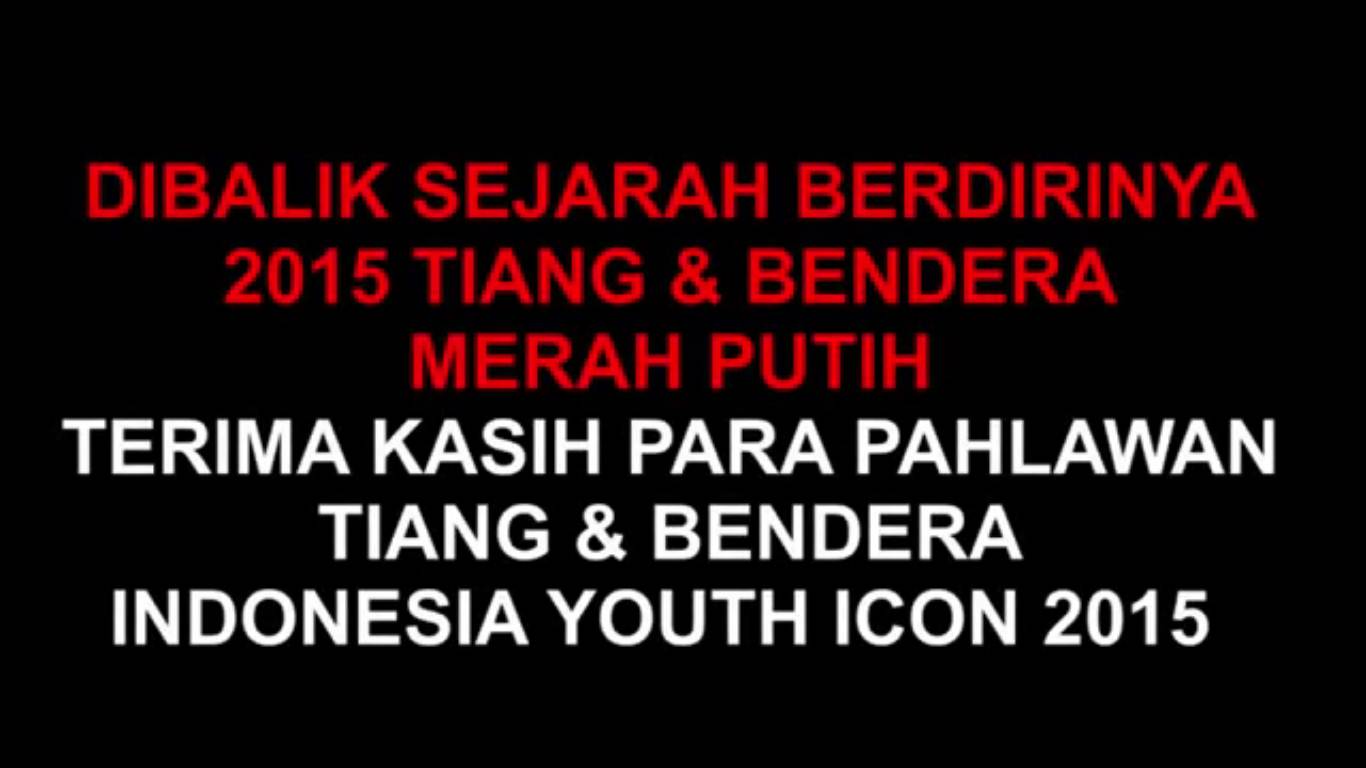 DIBALIK SEJARAH BERDIRINYA
2015 TIANG & BENDERA
MERAH PUTIH
TERIMA KASIH PARA PAHLAWAN
TIANG & BENDERA
INDONESIA YOUTH ICON 2015